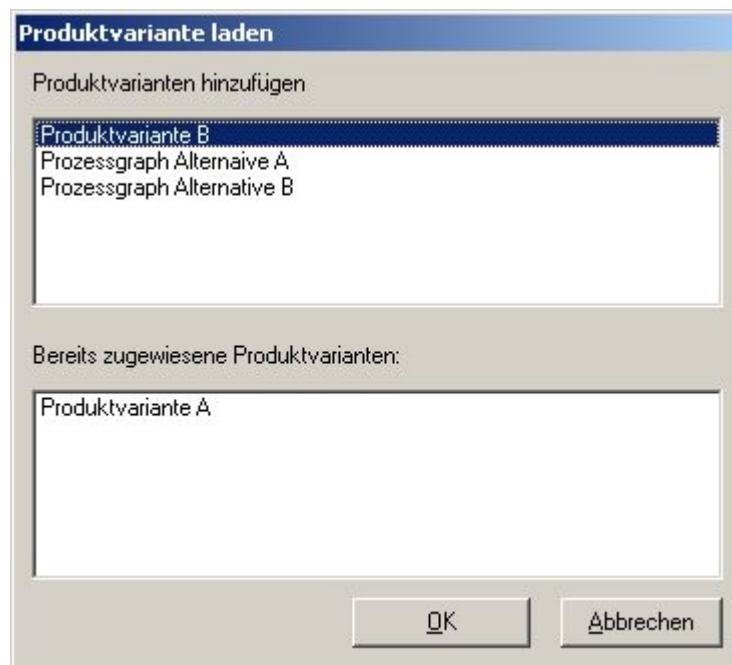 Produktvariante laden
Produktvarianten hinzufügen
Produktvariante B
Prozessgraph Alternaive A
Prozessgraph Alternative B
Bereits zugewiesene Produktvarianten:
Produktvariante A
OK
Abbrechen